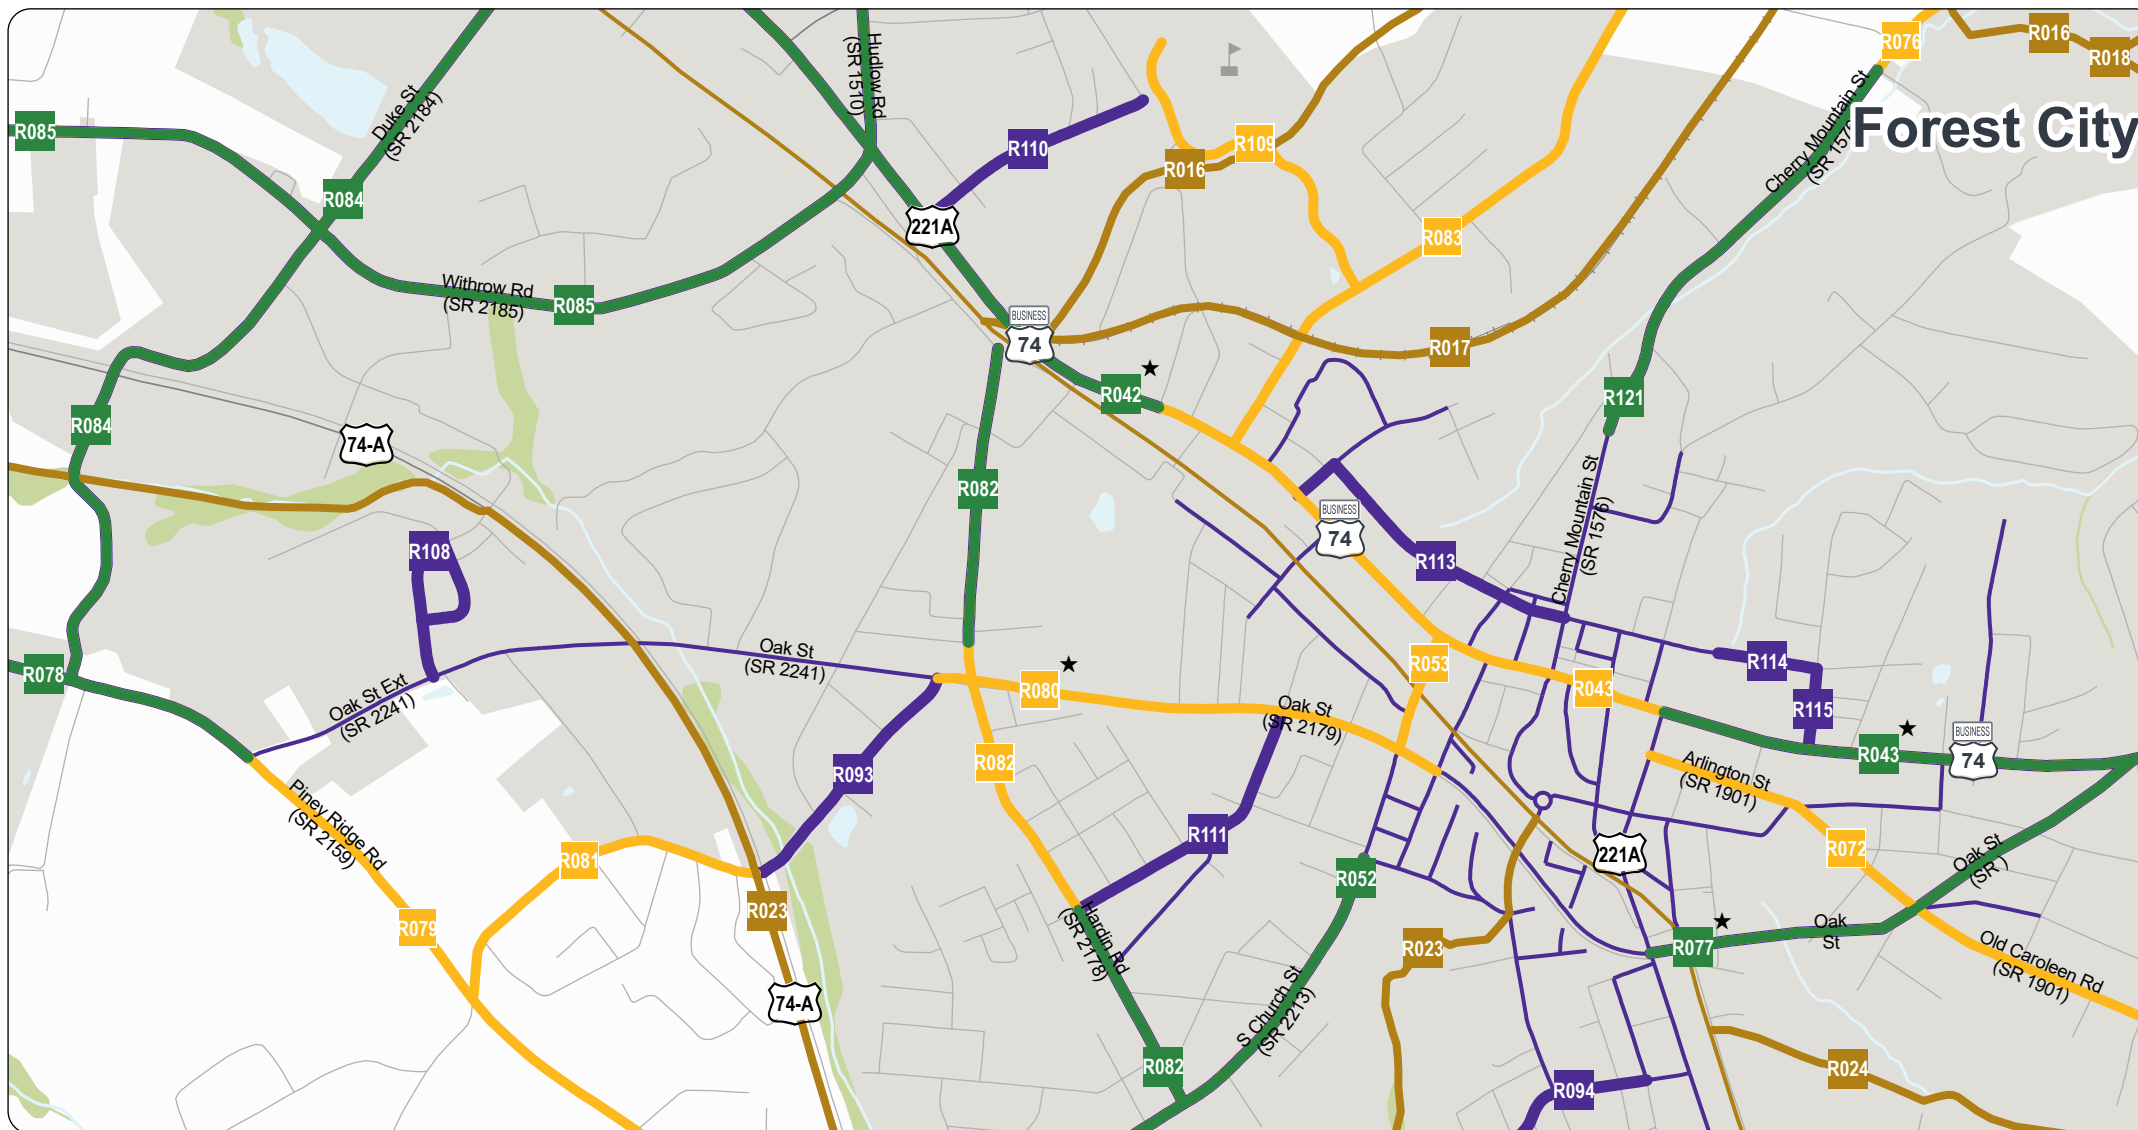 R076
R016
R018
Hudlow Rd
(SR 1510)
Duke St
(SR 2184)
R085
R110
R109
R016
Cherry Mountain St
(SR 157
Forest City
R084
221A
R083
Withrow Rd
(SR 2185)
R085
BUSINESS
74
R017
R042
R121
R084
74-A
R082
Cherry Mountain St
(SR 1576)
BUSINESS
74
R108
R113
Oak St
(SR 2241)
R053
R114
R078
R080
R043
Oak St Ext
(SR 2241)
Oak St
(SR 2179)
R115
R043
BUSINESS
74
R082
R093
Arlington St
(SR 1901)
Piney Ridge Rd
(SR 2159)
R111
R081
221A
R072
Oak St
(SR )
R052
R023
R079
Hardin Rd
(SR 2178)
R023
R077
Oak
St
Old Caroleen Rd
(SR 1901)
74-A
S Church St
(SR 2213)
R082
R094
R024